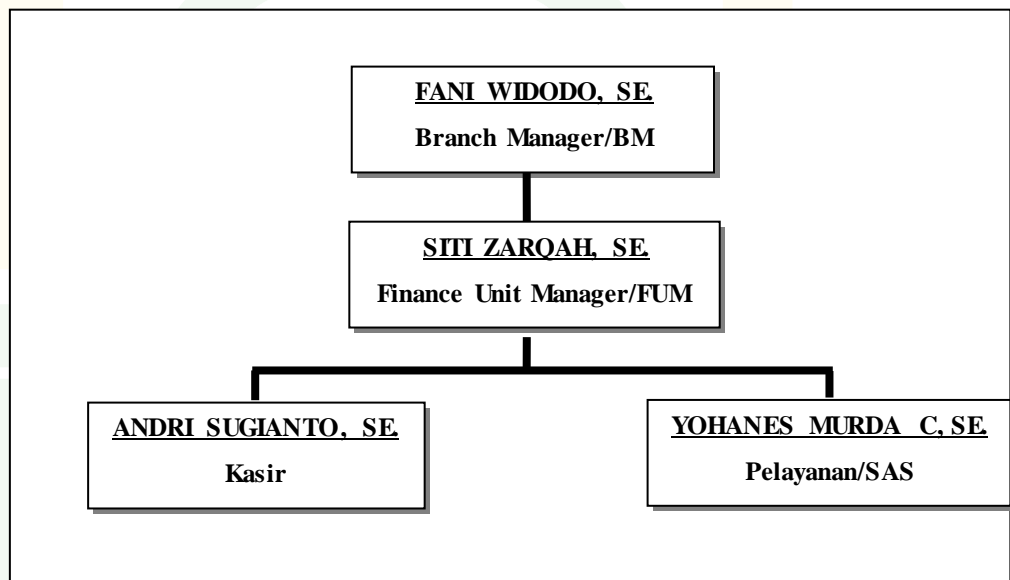 FANI WIDODO, SE.
Branch Manager/BM
SITI ZARQAH, SE.
Finance Unit Manager/FUM
ANDRI SUGIANTO, SE.
Kasir
YOHANES MURDA C, SE.
Pelayanan/SAS